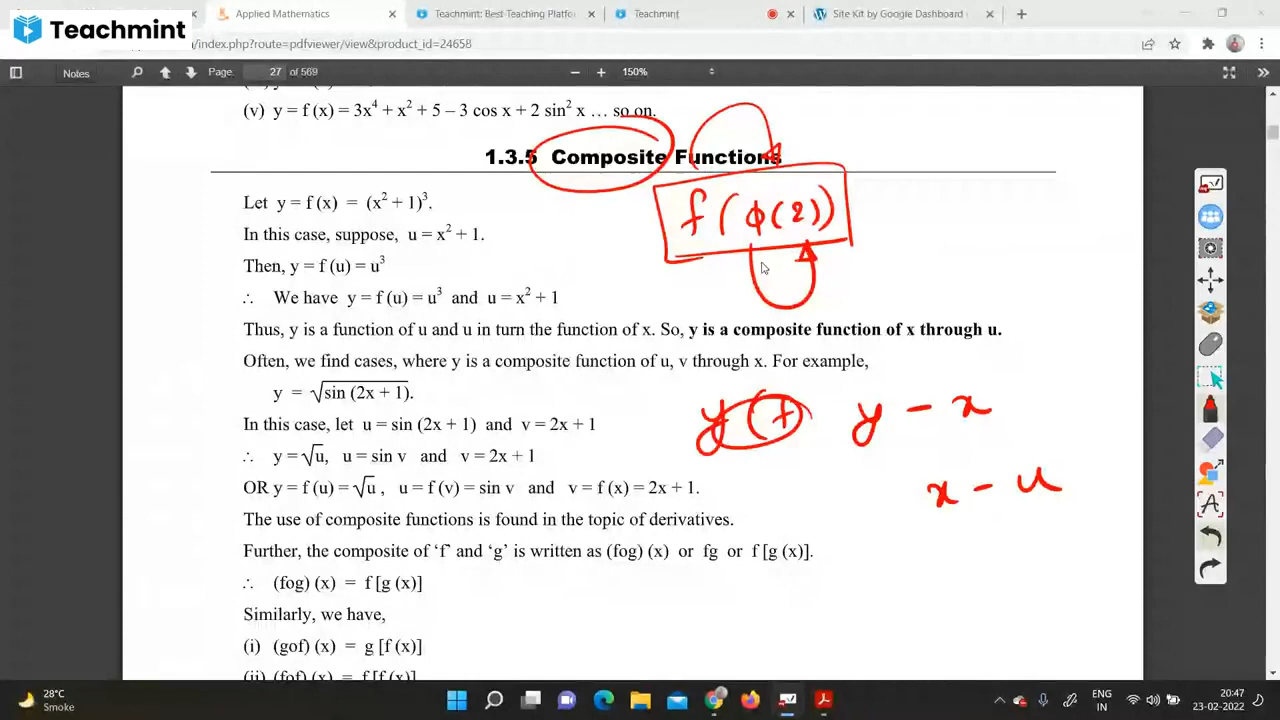 Applied Mathematics
Teachmint: Best Teaching Platfo
Teachmint
Site Kit by Google Dashboard
Teachmint
/index.php?route=pdfviewer/view&product_id=24658
Notes
Page.
27 of 569
150%
(v) y = f (x) = 3x⁴ + x² + 5 – 3 cos x + 2 sin² x … so on.
1.3.5 Composite Functions
Let y = f (x) = (x² + 1)³.
f(φ(2))
In this case, suppose, u = x² + 1.
Then, y = f (u) = u³
∴ We have y = f (u) = u³ and u = x² + 1
Thus, y is a function of u and u in turn the function of x. So, y is a composite function of x through u.
Often, we find cases, where y is a composite function of u, v through x. For example,
y = √sin (2x + 1).
y – x
In this case, let u = sin (2x + 1) and v = 2x + 1
∴ y = √u, u = sin v and v = 2x + 1
OR y = f (u) = √u , u = f (v) = sin v and v = f (x) = 2x + 1.
x – u
The use of composite functions is found in the topic of derivatives.
Further, the composite of ‘f’ and ‘g’ is written as (fog) (x) or fg or f [g (x)].
∴ (fog) (x) = f [g (x)]
Similarly, we have,
(i) (gof) (x) = g [f (x)]
(ii) (fof) (x) = f [f (x)]
28°C
Smoke
ENG
IN
20:47
23-02-2022